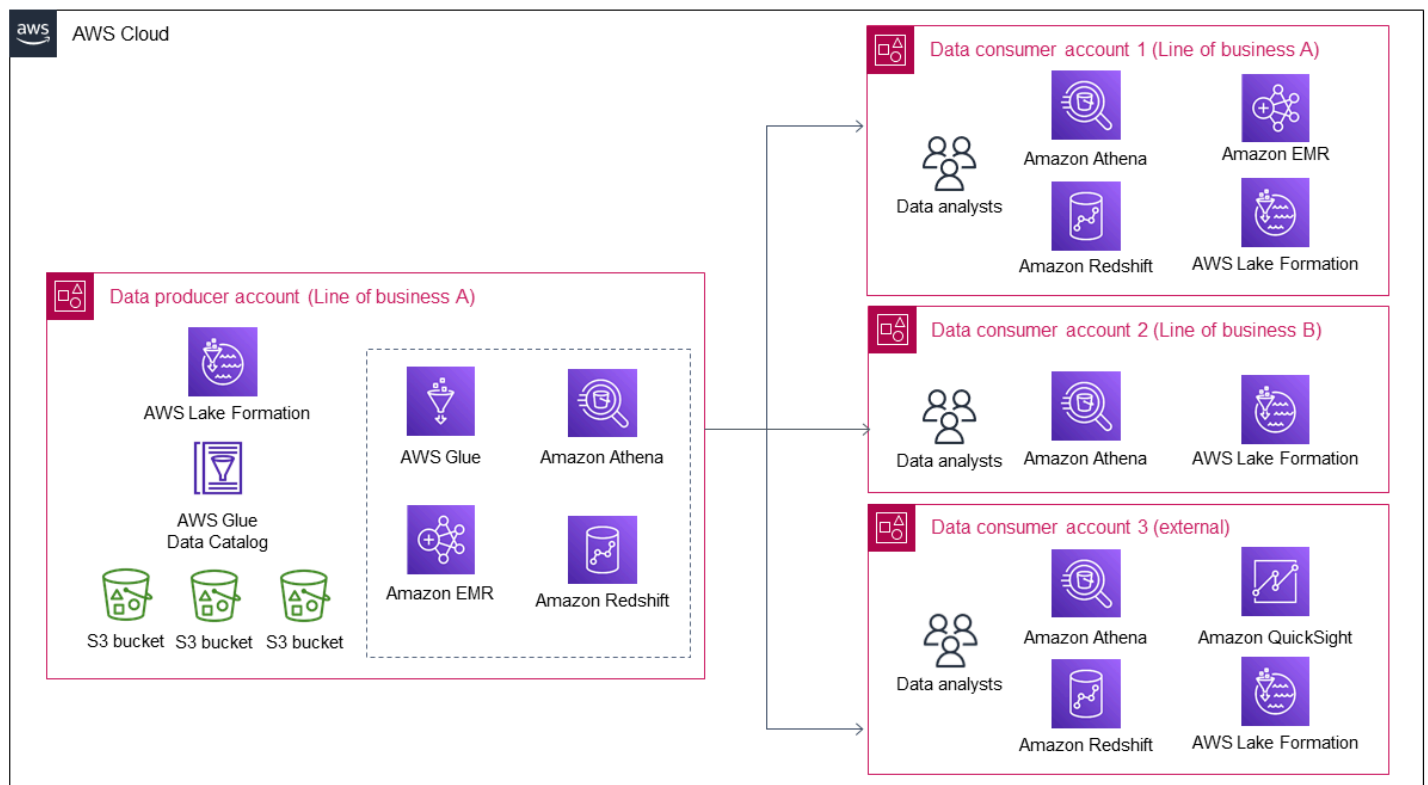 aws
AWS Cloud
Data consumer account 1 (Line of business A)
Amazon Athena
Amazon EMR
Data analysts
Amazon Redshift
AWS Lake Formation
Data producer account (Line of business A)
AWS Lake Formation
AWS Glue
Data Catalog
S3 bucket
S3 bucket
S3 bucket
AWS Glue
Amazon Athena
Amazon EMR
Amazon Redshift
Data consumer account 2 (Line of business B)
Data analysts
Amazon Athena
AWS Lake Formation
Data consumer account 3 (external)
Amazon Athena
Amazon QuickSight
Data analysts
Amazon Redshift
AWS Lake Formation